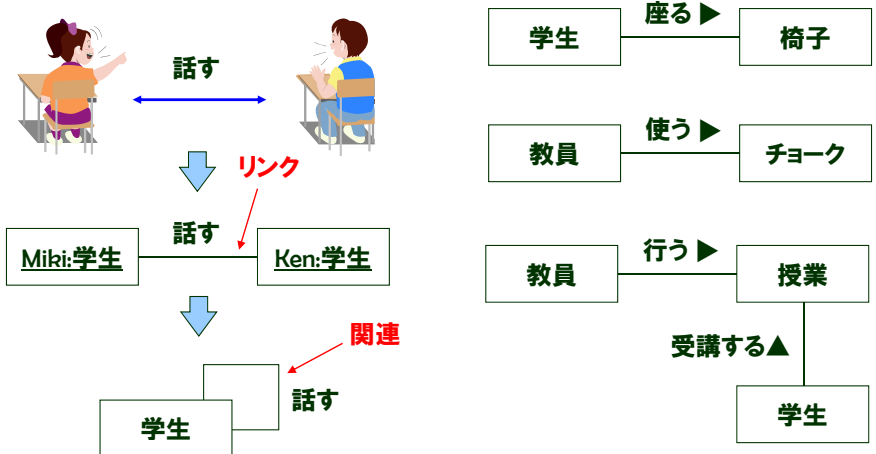 話す
リンク
話す
Miki:学生
Ken:学生
関連
話す
学生
座る ▶
学生
椅子
使う ▶
教員
チョーク
行う ▶
教員
授業
受講する▲
学生